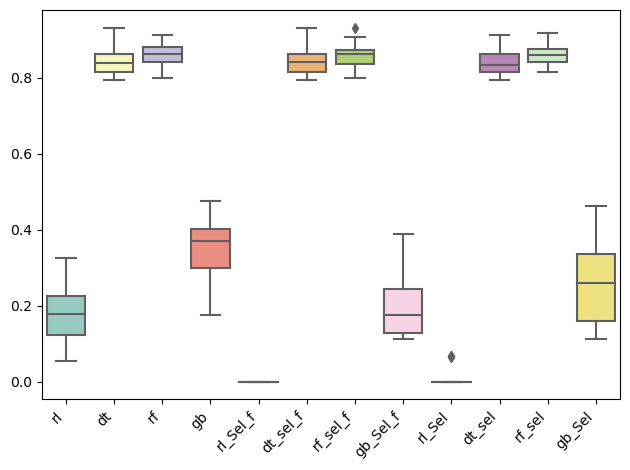 0.8
0.6
0.4
0.2
0.0
rl
dt
rf
gb
rl_Sel_f
dt_sel_f
rf_sel_f
gb_Sel_f
rl_Sel
dt_sel
rf_sel
gb_Sel